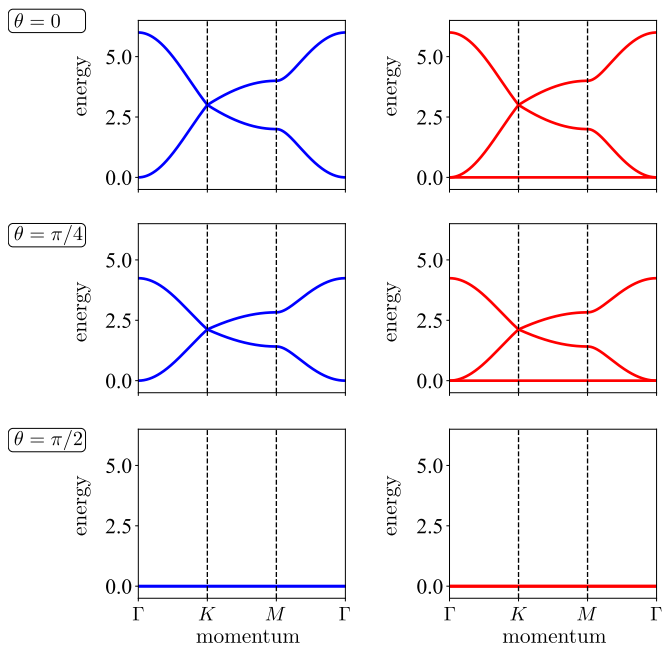 θ = 0
energy
5.0
2.5
0.0
energy
5.0
2.5
0.0
θ = π/4
energy
5.0
2.5
0.0
energy
5.0
2.5
0.0
θ = π/2
energy
5.0
2.5
0.0
Γ K M Γ
momentum
energy
5.0
2.5
0.0
Γ K M Γ
momentum